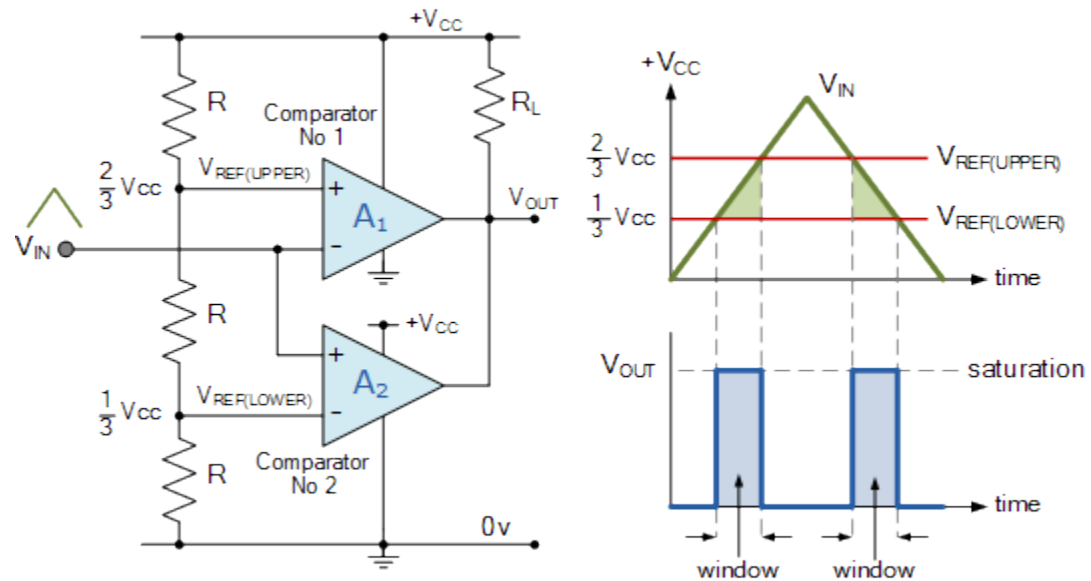 +VCC
R
RL
Comparator
No 1
2/3 VCC
VREF(UPPER)
+
A1
-
VOUT
VIN
R
+VCC
+
A2
-
1/3 VCC
VREF(LOWER)
R
Comparator
No 2
0v
+VCC
VIN
2/3 VCC
VREF(UPPER)
1/3 VCC
VREF(LOWER)
time
VOUT
saturation
time
window
window